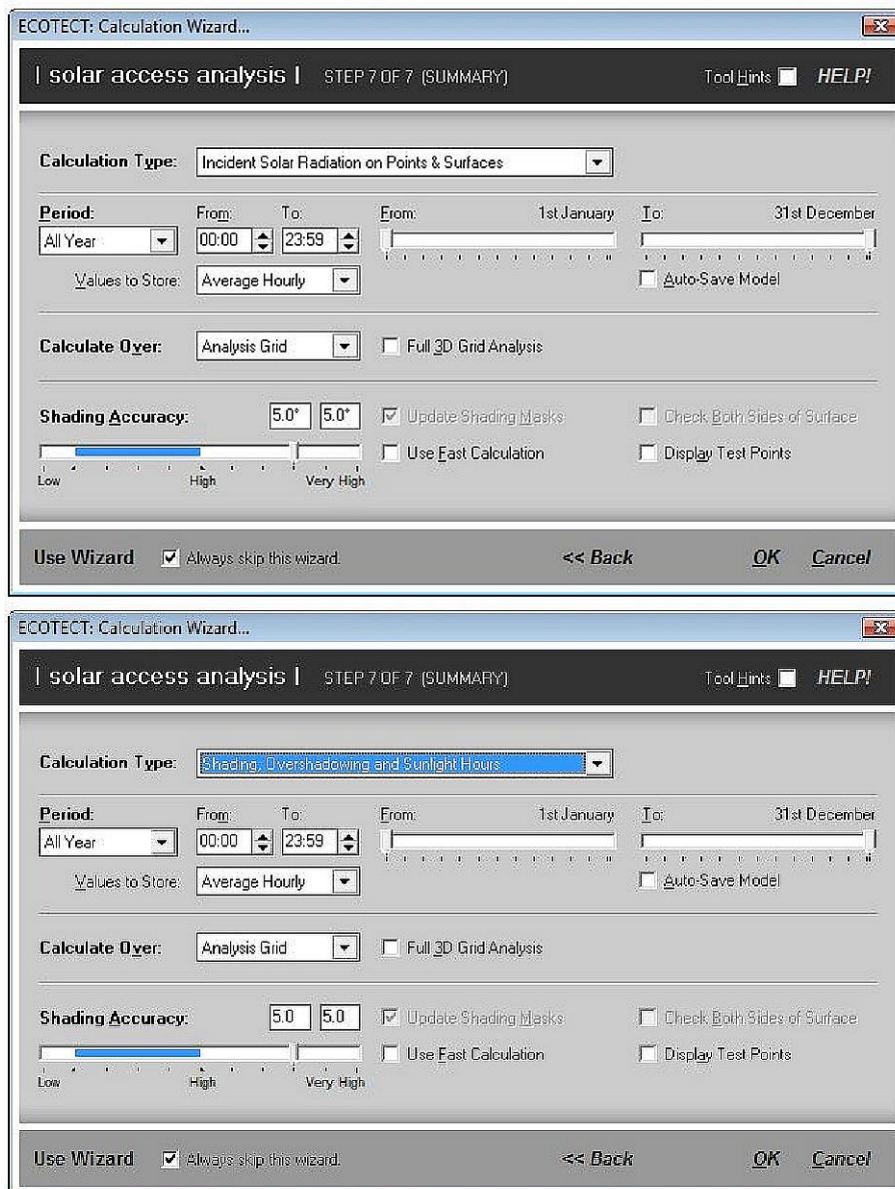 ECOTECT: Calculation Wizard...
| solar access analysis | STEP 7 OF 7 (SUMMARY) Tool Hints HELP!
Calculation Type: Incident Solar Radiation on Points & Surfaces
Period: From: To: From: 1st January To: 31st December
All Year 00:00 23:59
Values to Store: Average Hourly Auto-Save Model
Calculate Over: Analysis Grid Full 3D Grid Analysis
Shading Accuracy: 5.0° 5.0° Update Shading Masks Check Both Sides of Surface
Use Fast Calculation Display Test Points
Low High Very High
Use Wizard Always skip this wizard. << Back OK Cancel
ECOTECT: Calculation Wizard...
| solar access analysis | STEP 7 OF 7 (SUMMARY) Tool Hints HELP!
Calculation Type: Shading, Overshadowing and Sunlight Hours
Period: From: To: From: 1st January To: 31st December
All Year 00:00 23:59
Values to Store: Average Hourly Auto-Save Model
Calculate Over: Analysis Grid Full 3D Grid Analysis
Shading Accuracy: 5.0 5.0 Update Shading Masks Check Both Sides of Surface
Use Fast Calculation Display Test Points
Low High Very High
Use Wizard Always skip this wizard. << Back OK Cancel